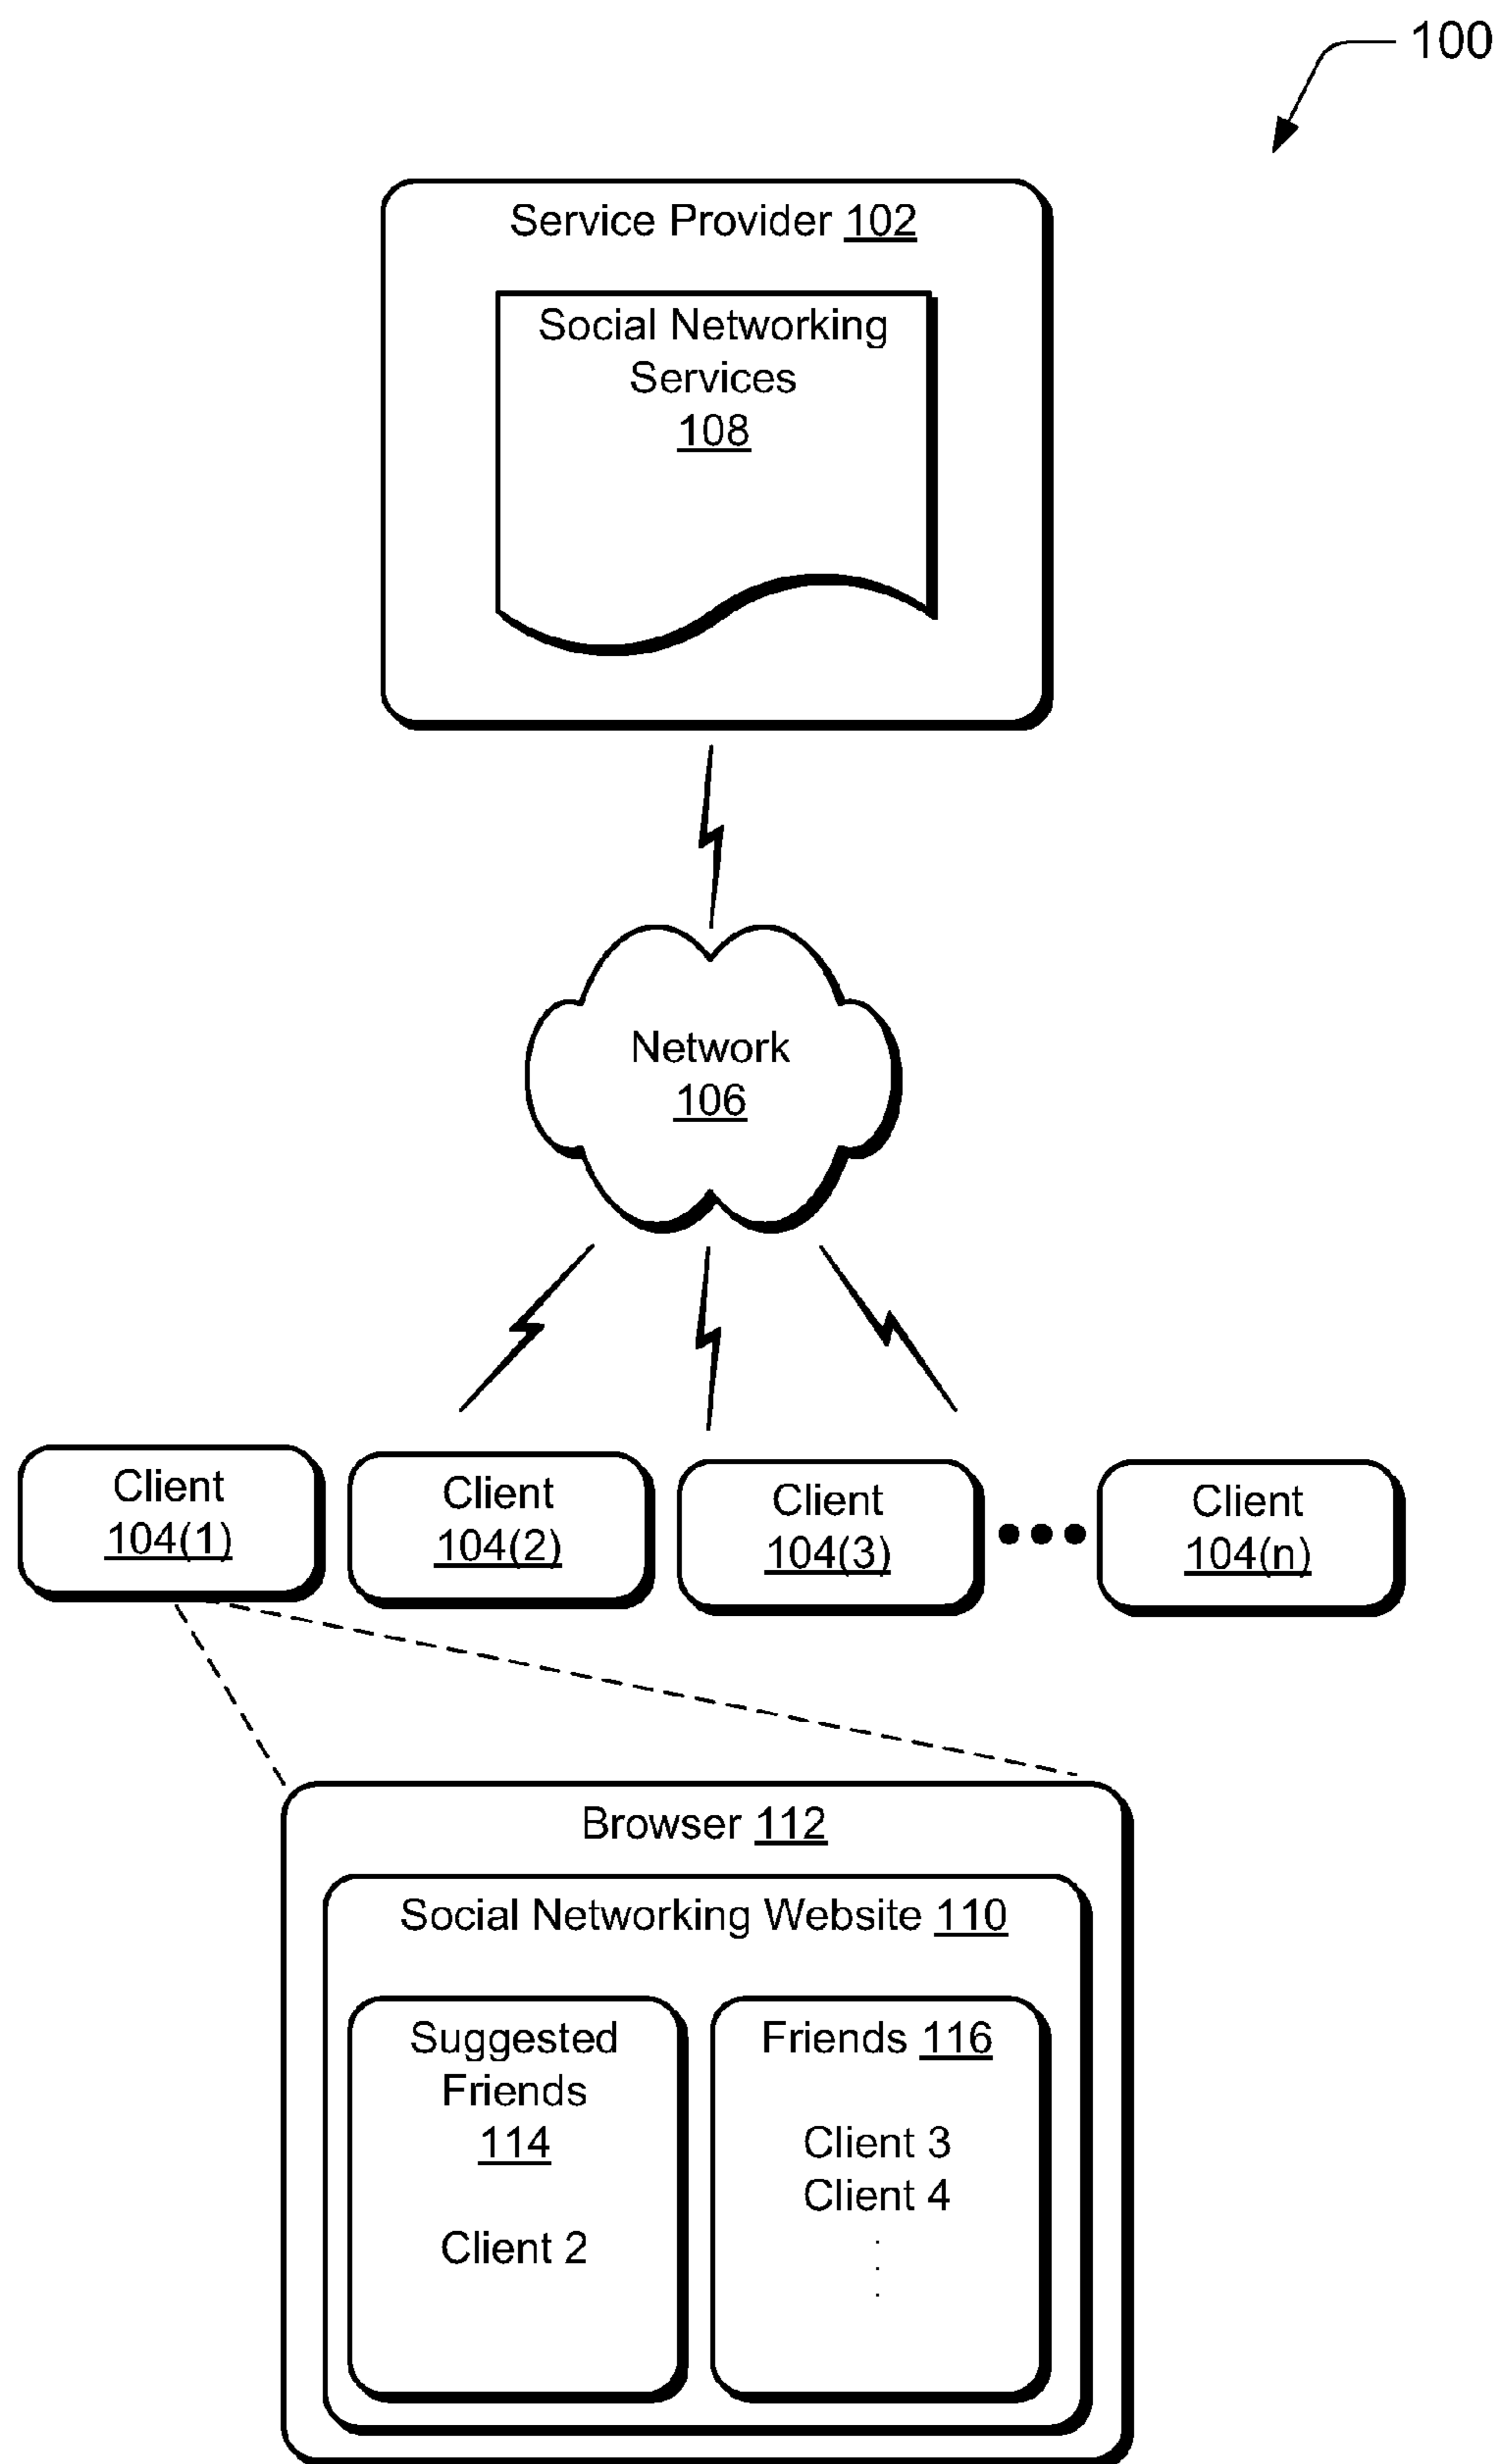 100
Service Provider 102
Social Networking
Services
108
Network
106
Client
104(1)
Client
104(2)
Client
104(3)
Client
104(n)
Browser 112
Social Networking Website 110
Suggested
Friends
114
Client 2
Friends 116
Client 3
Client 4